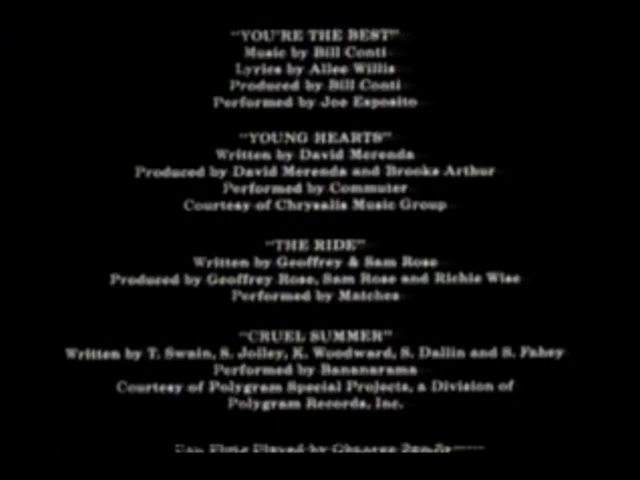 "YOU'RE THE BEST"
Music by Bill Conti
Lyrics by Allee Willis
Produced by Bill Conti
Performed by Joe Esposito
"YOUNG HEARTS"
Written by David Merenda
Produced by David Merenda and Brooks Arthur
Performed by Commuter
Courtesy of Chrysalis Music Group
"THE RIDE"
Written by Geoffrey & Sam Rose
Produced by Geoffrey Rose, Sam Rose and Richie Wise
Performed by Matches
"CRUEL SUMMER"
Written by T. Swain, S. Jolley, K. Woodward, S. Dallin and S. Fahey
Performed by Bananarama
Courtesy of Polygram Special Projects, a Division of
Polygram Records, Inc.
Played by